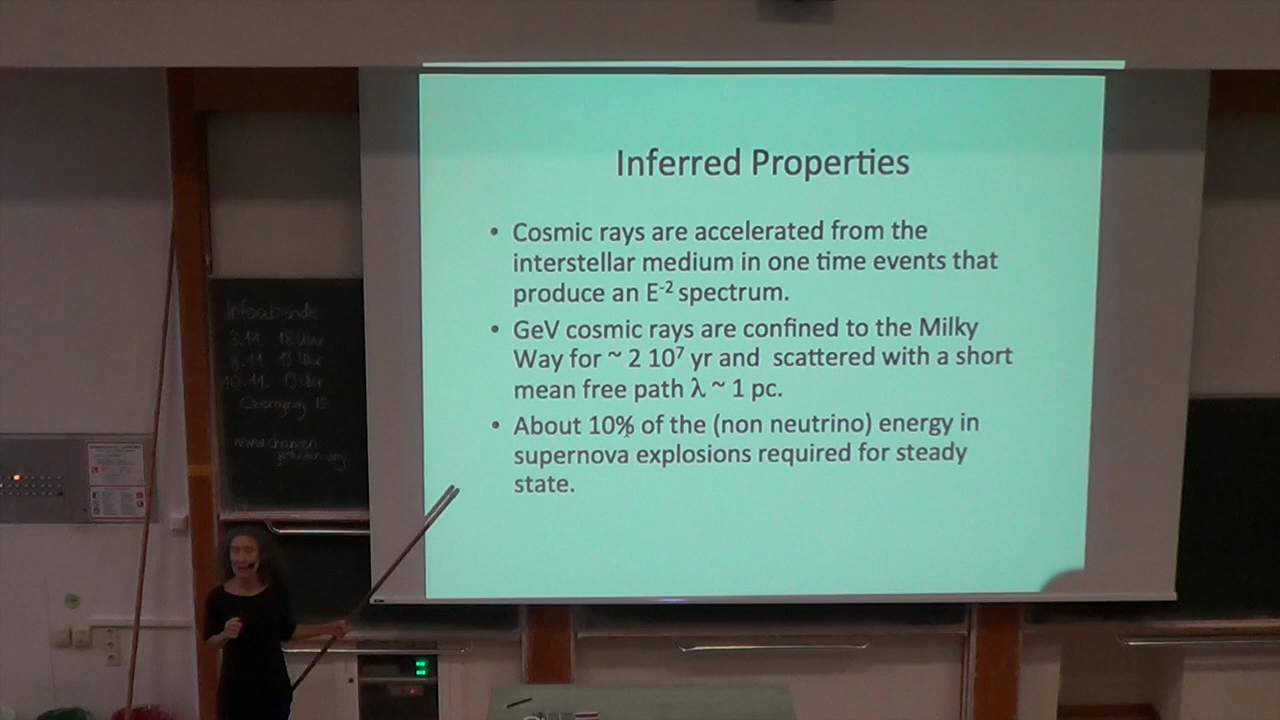 Inferred Properties
• Cosmic rays are accelerated from the
interstellar medium in one time events that
produce an E⁻² spectrum.
• GeV cosmic rays are confined to the Milky
Way for ~ 2 10⁷ yr and scattered with a short
mean free path λ ~ 1 pc.
• About 10% of the (non neutrino) energy in
supernova explosions required for steady
state.
Infoabende